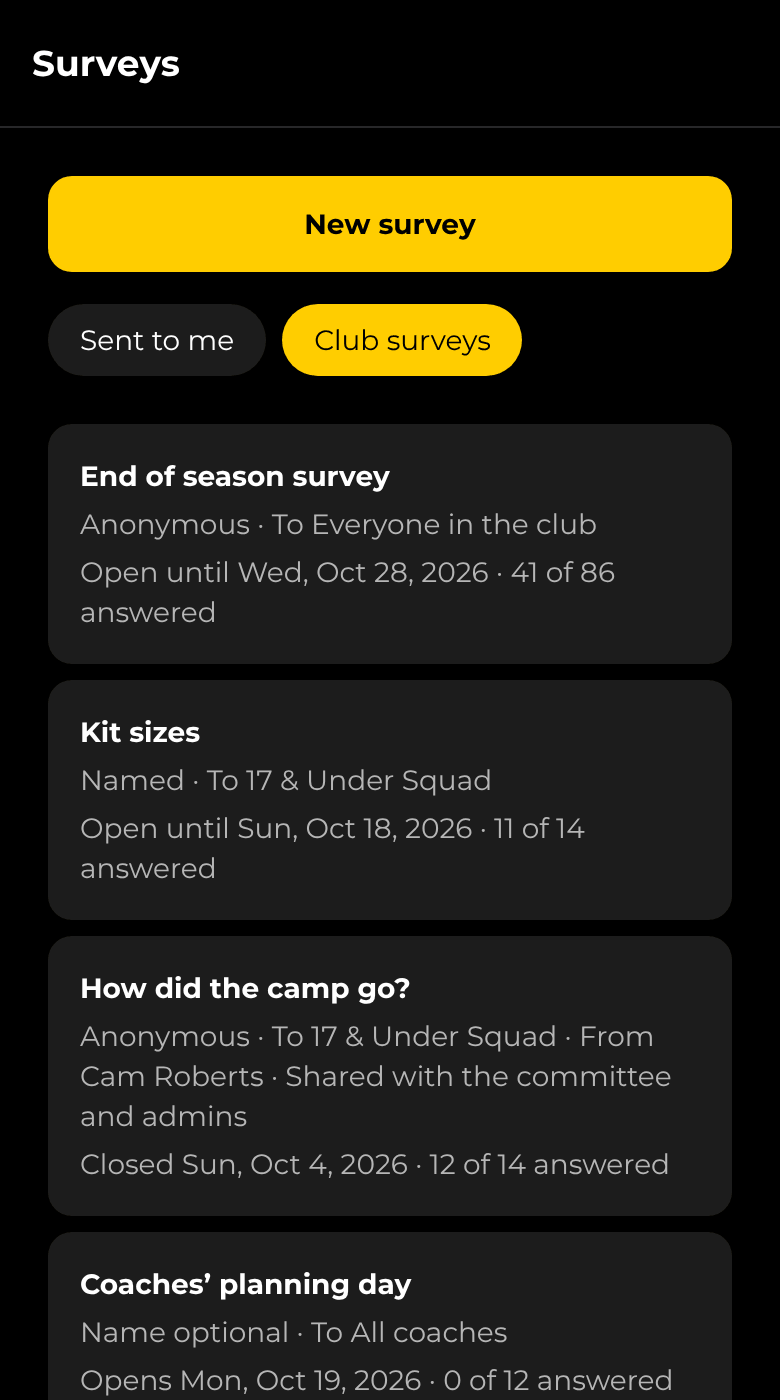 Surveys
New survey
Sent to me
Club surveys
End of season survey
Anonymous · To Everyone in the club
Open until Wed, Oct 28, 2026 · 41 of 86
answered
Kit sizes
Named · To 17 & Under Squad
Open until Sun, Oct 18, 2026 · 11 of 14
answered
How did the camp go?
Anonymous · To 17 & Under Squad · From
Cam Roberts · Shared with the committee
and admins
Closed Sun, Oct 4, 2026 · 12 of 14 answered
Coaches’ planning day
Name optional · To All coaches
Opens Mon, Oct 19, 2026 · 0 of 12 answered